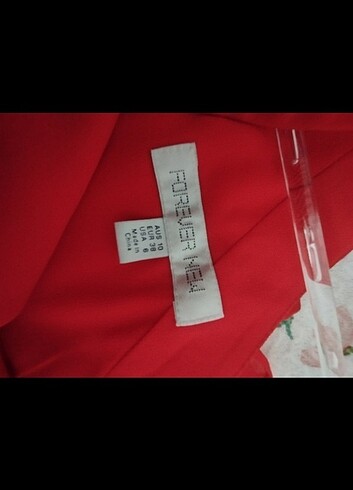 FOREVER NEW
AUS 10
EUR 38
USA 6
Made in
China